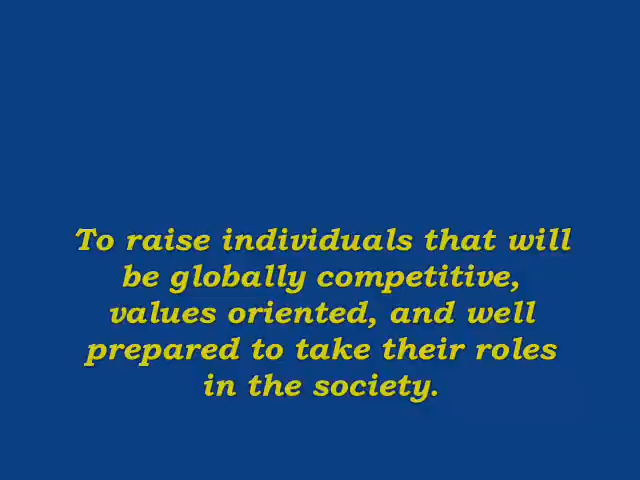 To raise individuals that will
be globally competitive,
values oriented, and well
prepared to take their roles
in the society.